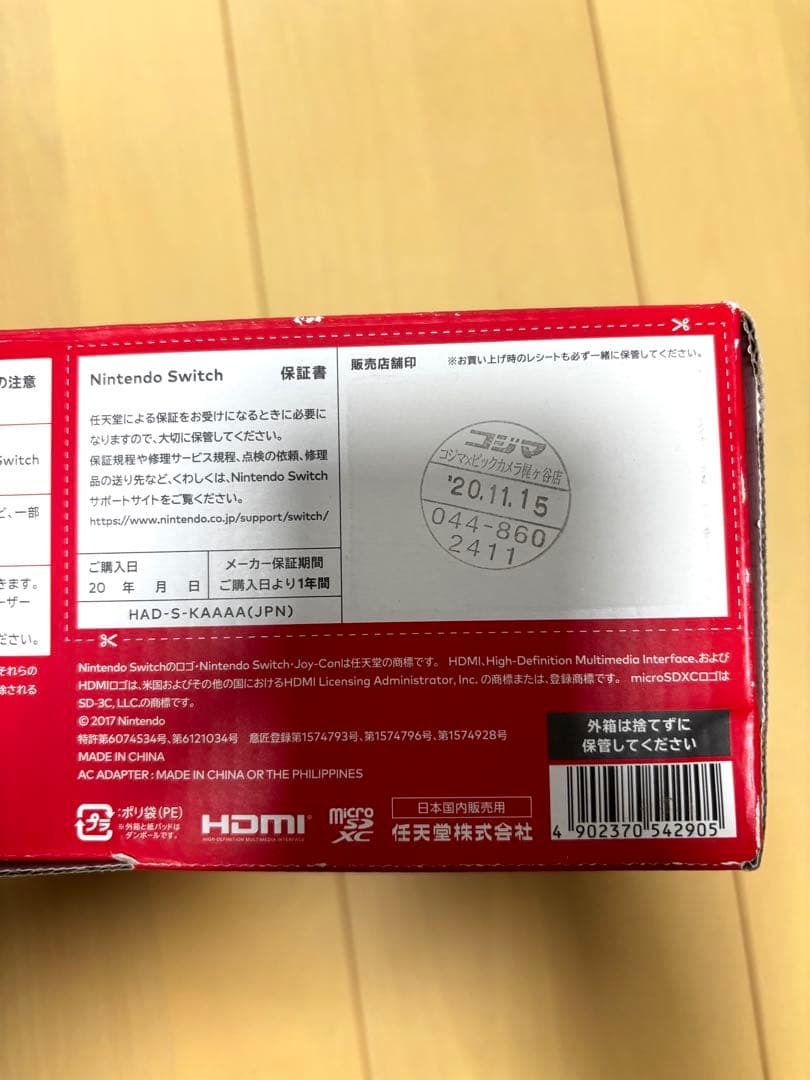 の注意
Switch
ど、一部
きます。
ーザー
ださい。
それらの
除される
Nintendo Switch 保証書
任天堂による保証をお受けになるときに必要に
なりますので、大切に保管してください。
保証規程や修理サービス規程、点検の依頼、修理
品の送り先など、くわしくは、Nintendo Switch
サポートサイトをご覧ください。
https://www.nintendo.co.jp/support/switch/
ご購入日
20 年 月 日
メーカー保証期間
ご購入日より1年間
HAD-S-KAAAA(JPN)
販売店舗印 ※お買い上げ時のレシートも必ず一緒に保管してください。
コジマ
コジマ×ビックカメラ梶ヶ谷店
'20.11.15
044-860
2411
Nintendo Switchのロゴ・Nintendo Switch・Joy-Conは任天堂の商標です。 HDMI、High-Definition Multimedia Interface、および
HDMIロゴは、米国およびその他の国におけるHDMI Licensing Administrator, Inc. の商標または、登録商標です。 microSDXCロゴは
SD-3C, LLC.の商標です。
© 2017 Nintendo
特許第6074534号、第6121034号 意匠登録第1574793号、第1574796号、第1574928号
MADE IN CHINA
AC ADAPTER : MADE IN CHINA OR THE PHILIPPINES
プラ
:ポリ袋(PE)
※外箱と紙パッドは
ダンボールです。
HDMI
HIGH-DEFINITION MULTIMEDIA INTERFACE
micro
SD
XC
日本国内販売用
任天堂株式会社
外箱は捨てずに
保管してください
4 902370 542905